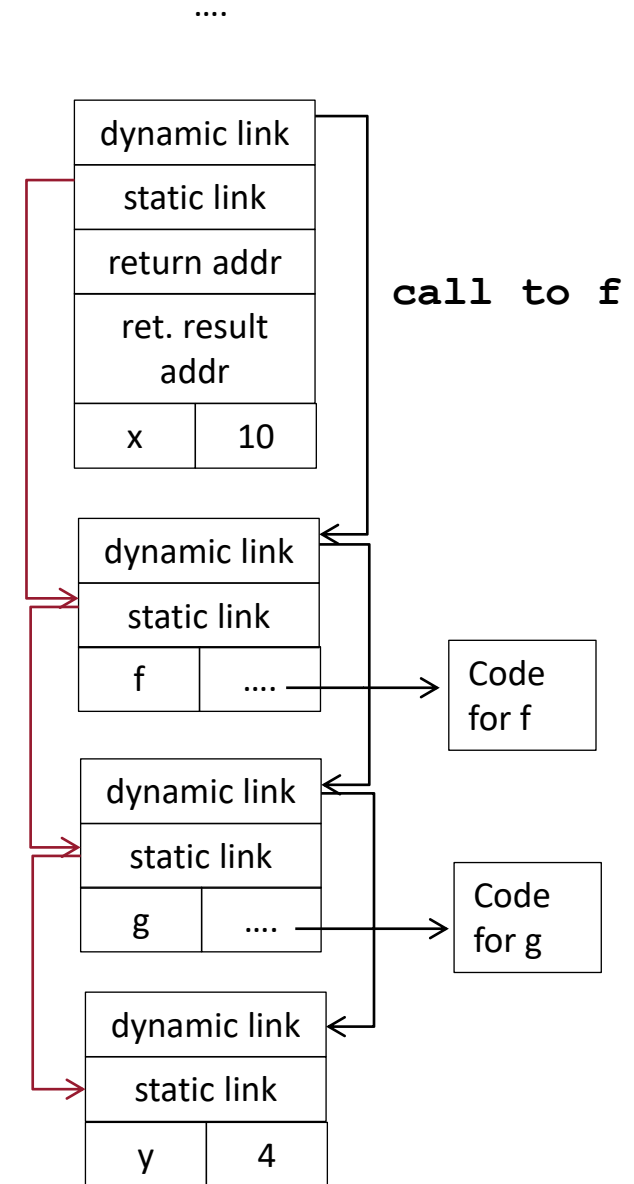 ....
dynamic link
static link
return addr
ret. result
addr
x 10
call to f
dynamic link
static link
f ....
Code
for f
dynamic link
static link
g ....
Code
for g
dynamic link
static link
y 4